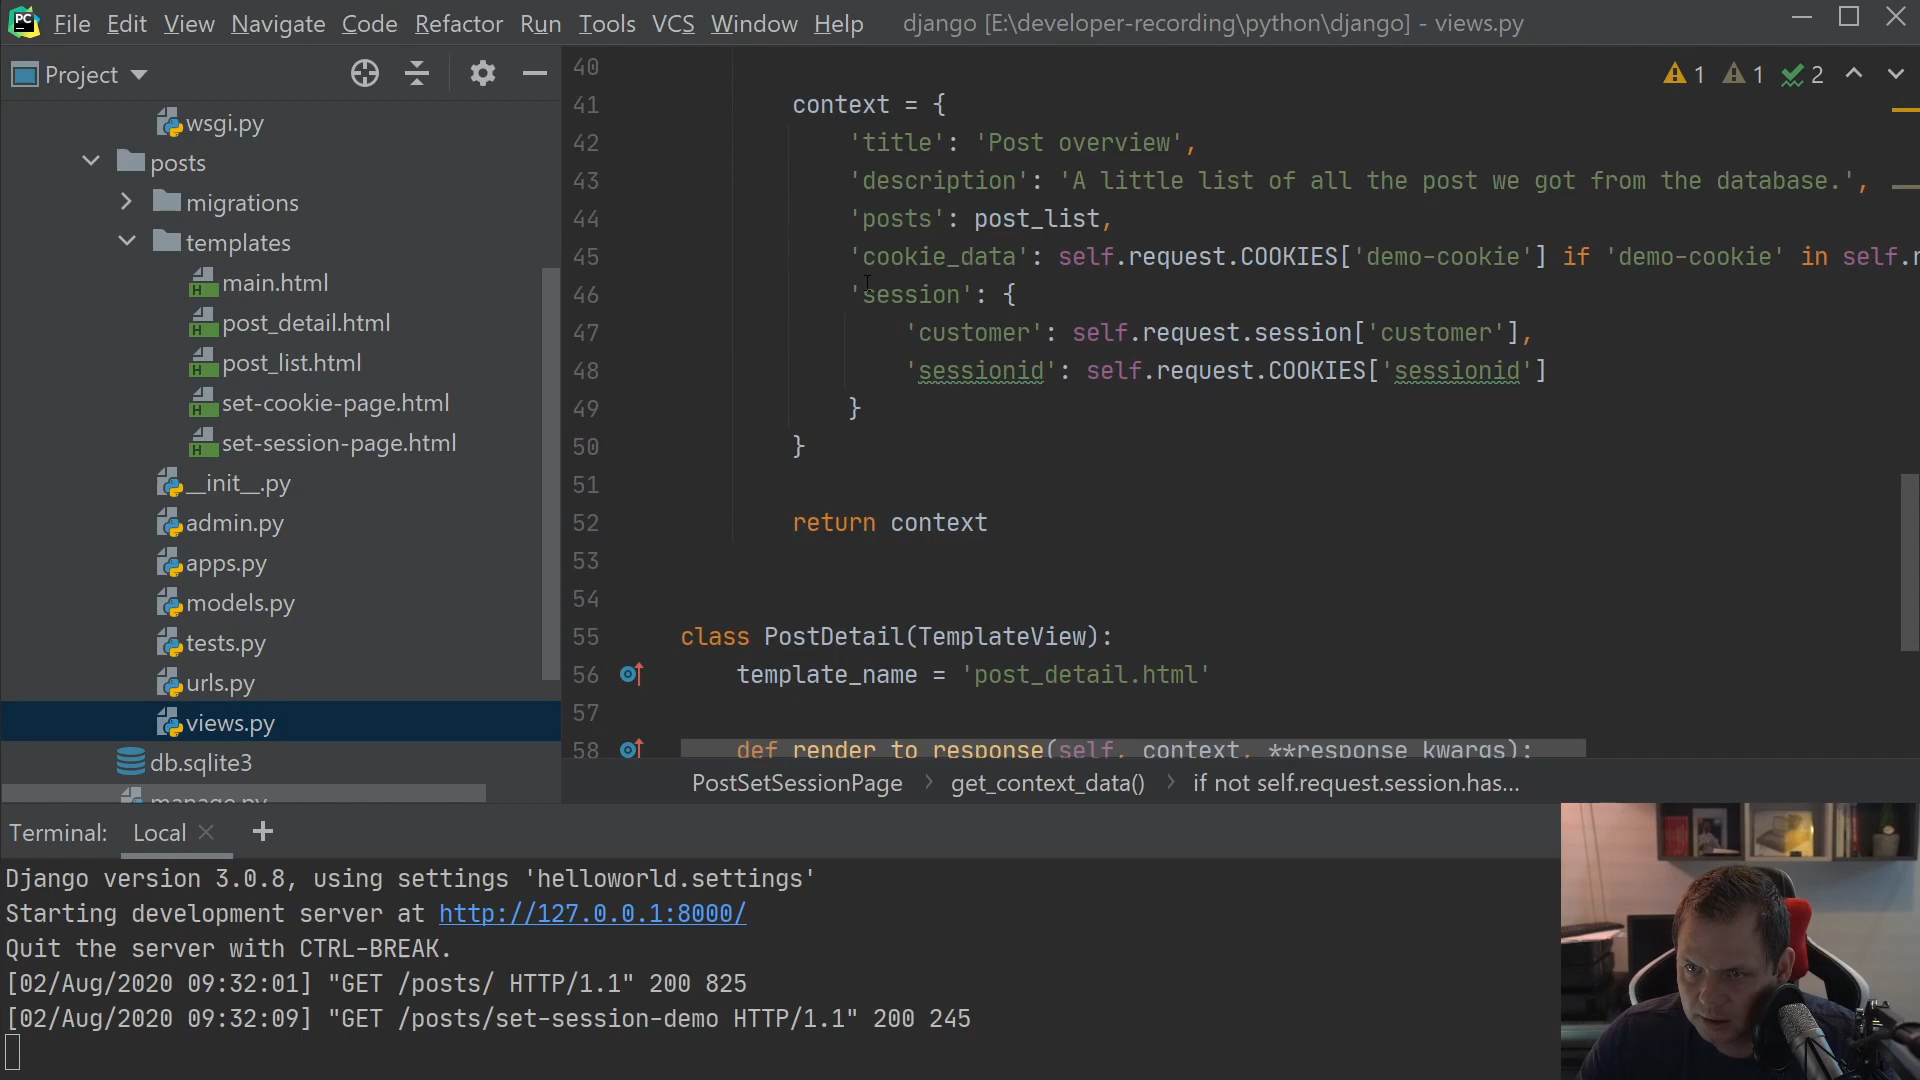 PC File Edit View Navigate Code Refactor Run Tools VCS Window Help django [E:\developer-recording\python\django] - views.py
Project
wsgi.py
posts
migrations
templates
main.html
post_detail.html
post_list.html
set-cookie-page.html
set-session-page.html
__init__.py
admin.py
apps.py
models.py
tests.py
urls.py
views.py
db.sqlite3
manage.py
1 1 2
40
41 context = {
42 'title': 'Post overview',
43 'description': 'A little list of all the post we got from the database.',
44 'posts': post_list,
45 'cookie_data': self.request.COOKIES['demo-cookie'] if 'demo-cookie' in self.r
46 'session': {
47 'customer': self.request.session['customer'],
48 'sessionid': self.request.COOKIES['sessionid']
49 }
50 }
51
52 return context
53
54
55 class PostDetail(TemplateView):
56 template_name = 'post_detail.html'
57
58 def render_to_response(self, context, **response_kwargs):
PostSetSessionPage > get_context_data() > if not self.request.session.has...
Terminal: Local × +
Django version 3.0.8, using settings 'helloworld.settings'
Starting development server at http://127.0.0.1:8000/
Quit the server with CTRL-BREAK.
[02/Aug/2020 09:32:01] "GET /posts/ HTTP/1.1" 200 825
[02/Aug/2020 09:32:09] "GET /posts/set-session-demo HTTP/1.1" 200 245